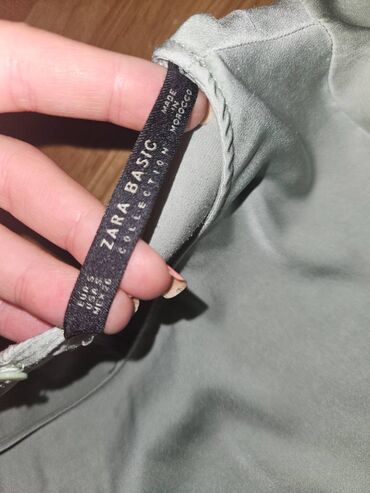 ZARA BASIC
COLLECTION
MADE
IN
MOROCCO
EUR S
USA S
MEX 26